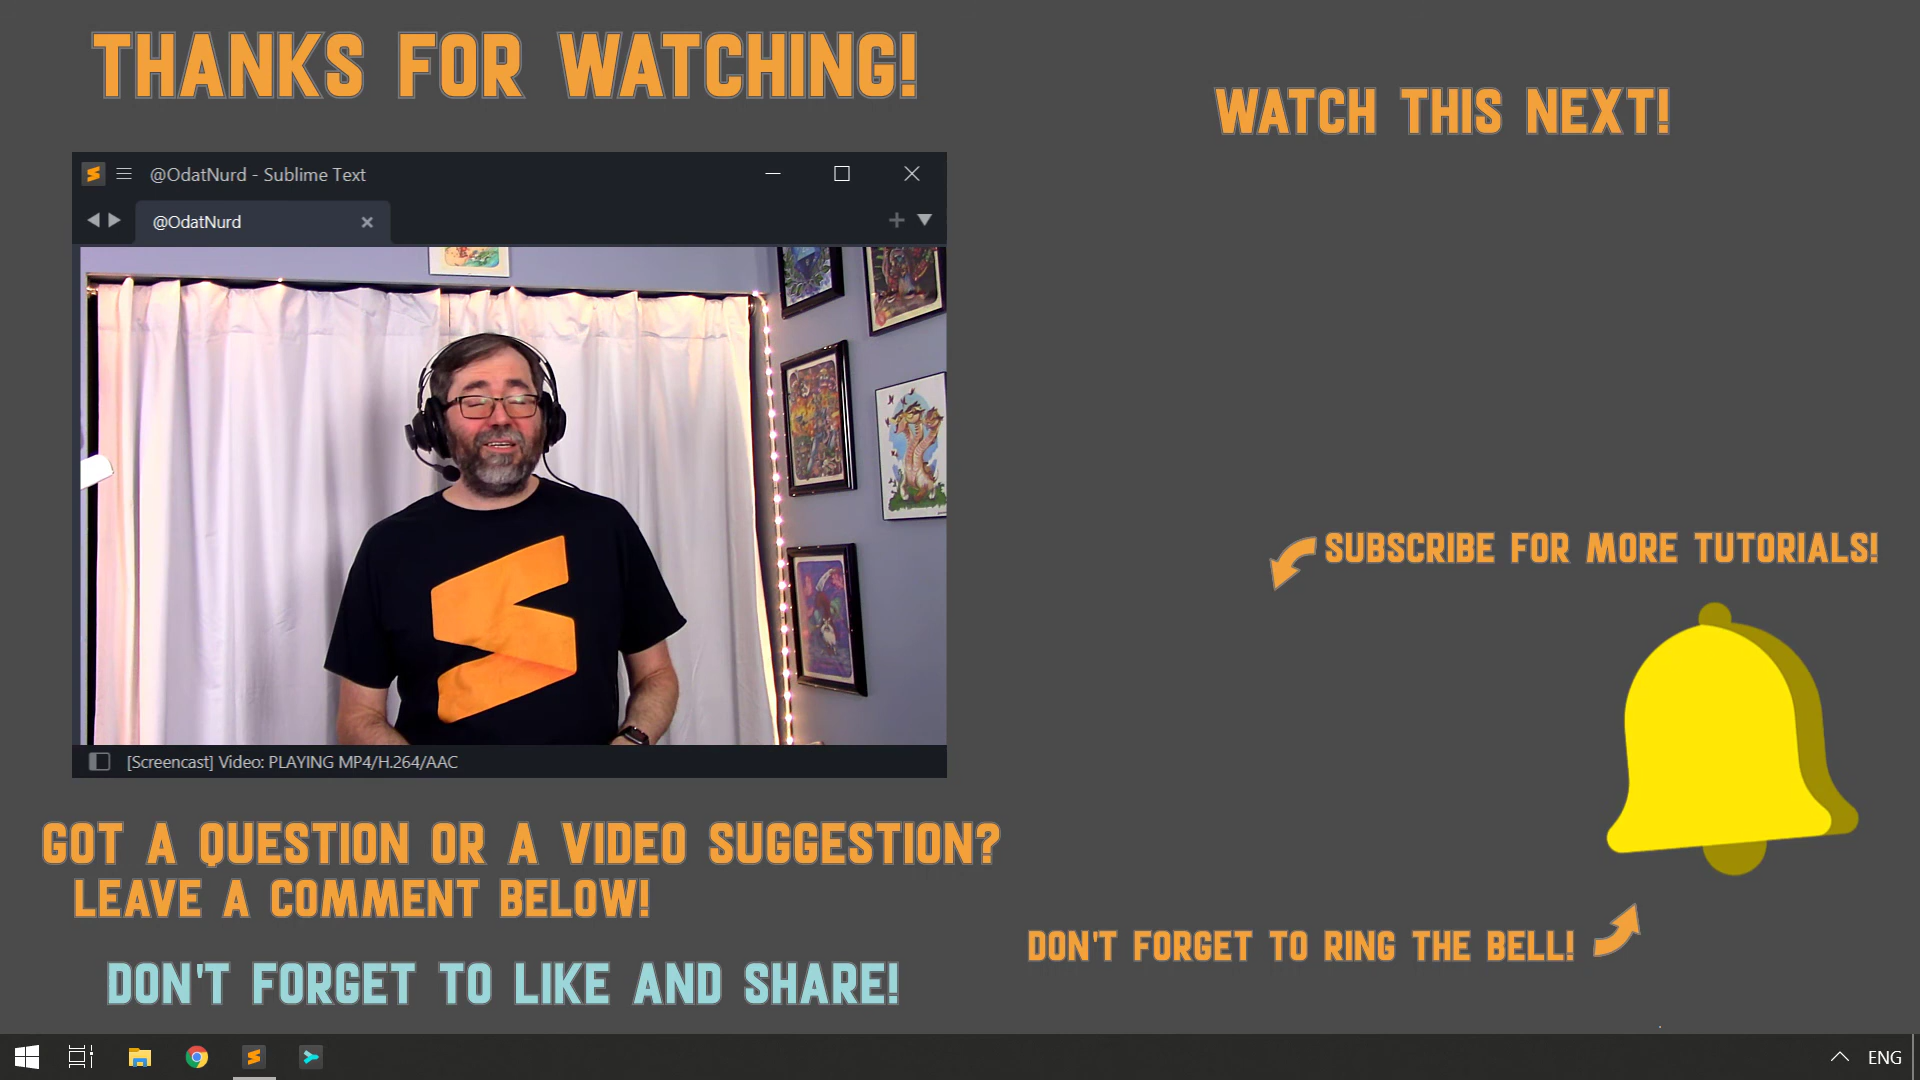 THANKS FOR WATCHING!
WATCH THIS NEXT!
@OdatNurd - Sublime Text
@OdatNurd
SUBSCRIBE FOR MORE TUTORIALS!
[Screencast] Video: PLAYING MP4/H.264/AAC
GOT A QUESTION OR A VIDEO SUGGESTION?
LEAVE A COMMENT BELOW!
DON'T FORGET TO RING THE BELL!
DON'T FORGET TO LIKE AND SHARE!
ENG